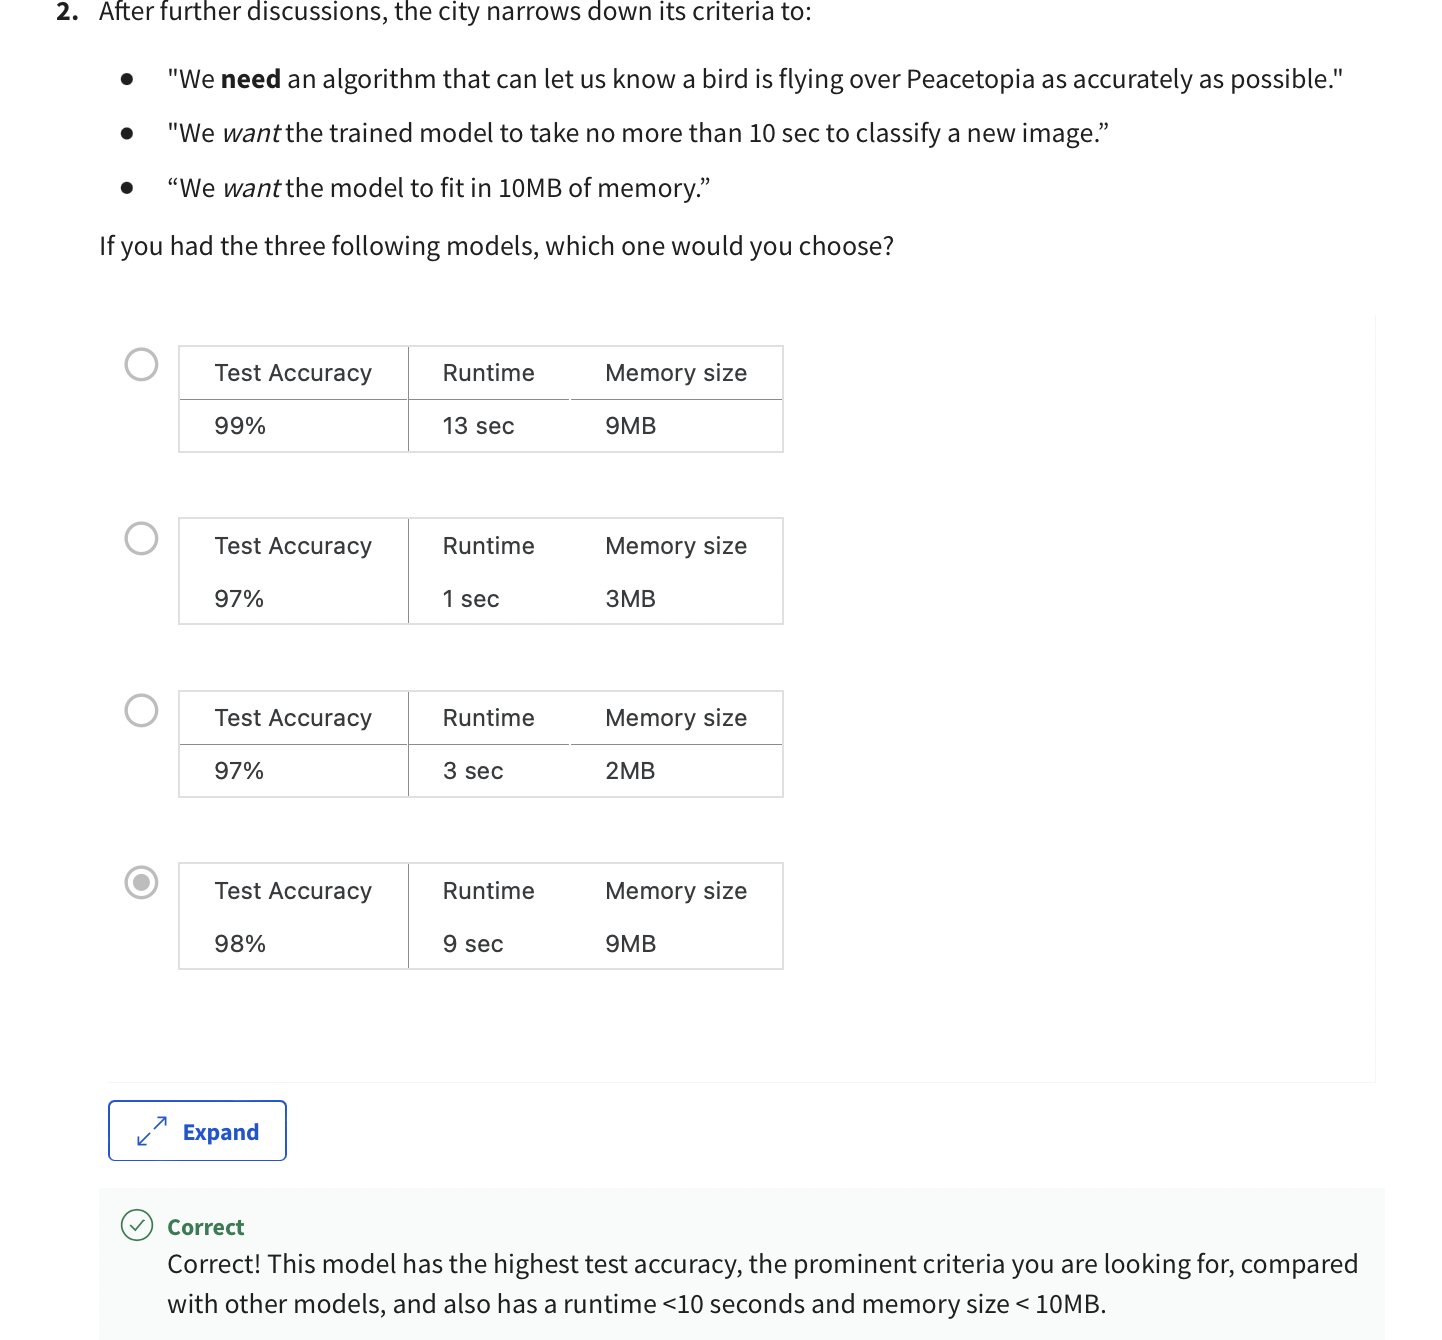 2. After further discussions, the city narrows down its criteria to:
● "We need an algorithm that can let us know a bird is flying over Peacetopia as accurately as possible."
● "We want the trained model to take no more than 10 sec to classify a new image.”
● “We want the model to fit in 10MB of memory.”
If you had the three following models, which one would you choose?
Test Accuracy Runtime Memory size
99% 13 sec 9MB
Test Accuracy Runtime Memory size
97% 1 sec 3MB
Test Accuracy Runtime Memory size
97% 3 sec 2MB
Test Accuracy Runtime Memory size
98% 9 sec 9MB
Expand
Correct
Correct! This model has the highest test accuracy, the prominent criteria you are looking for, compared
with other models, and also has a runtime <10 seconds and memory size < 10MB.